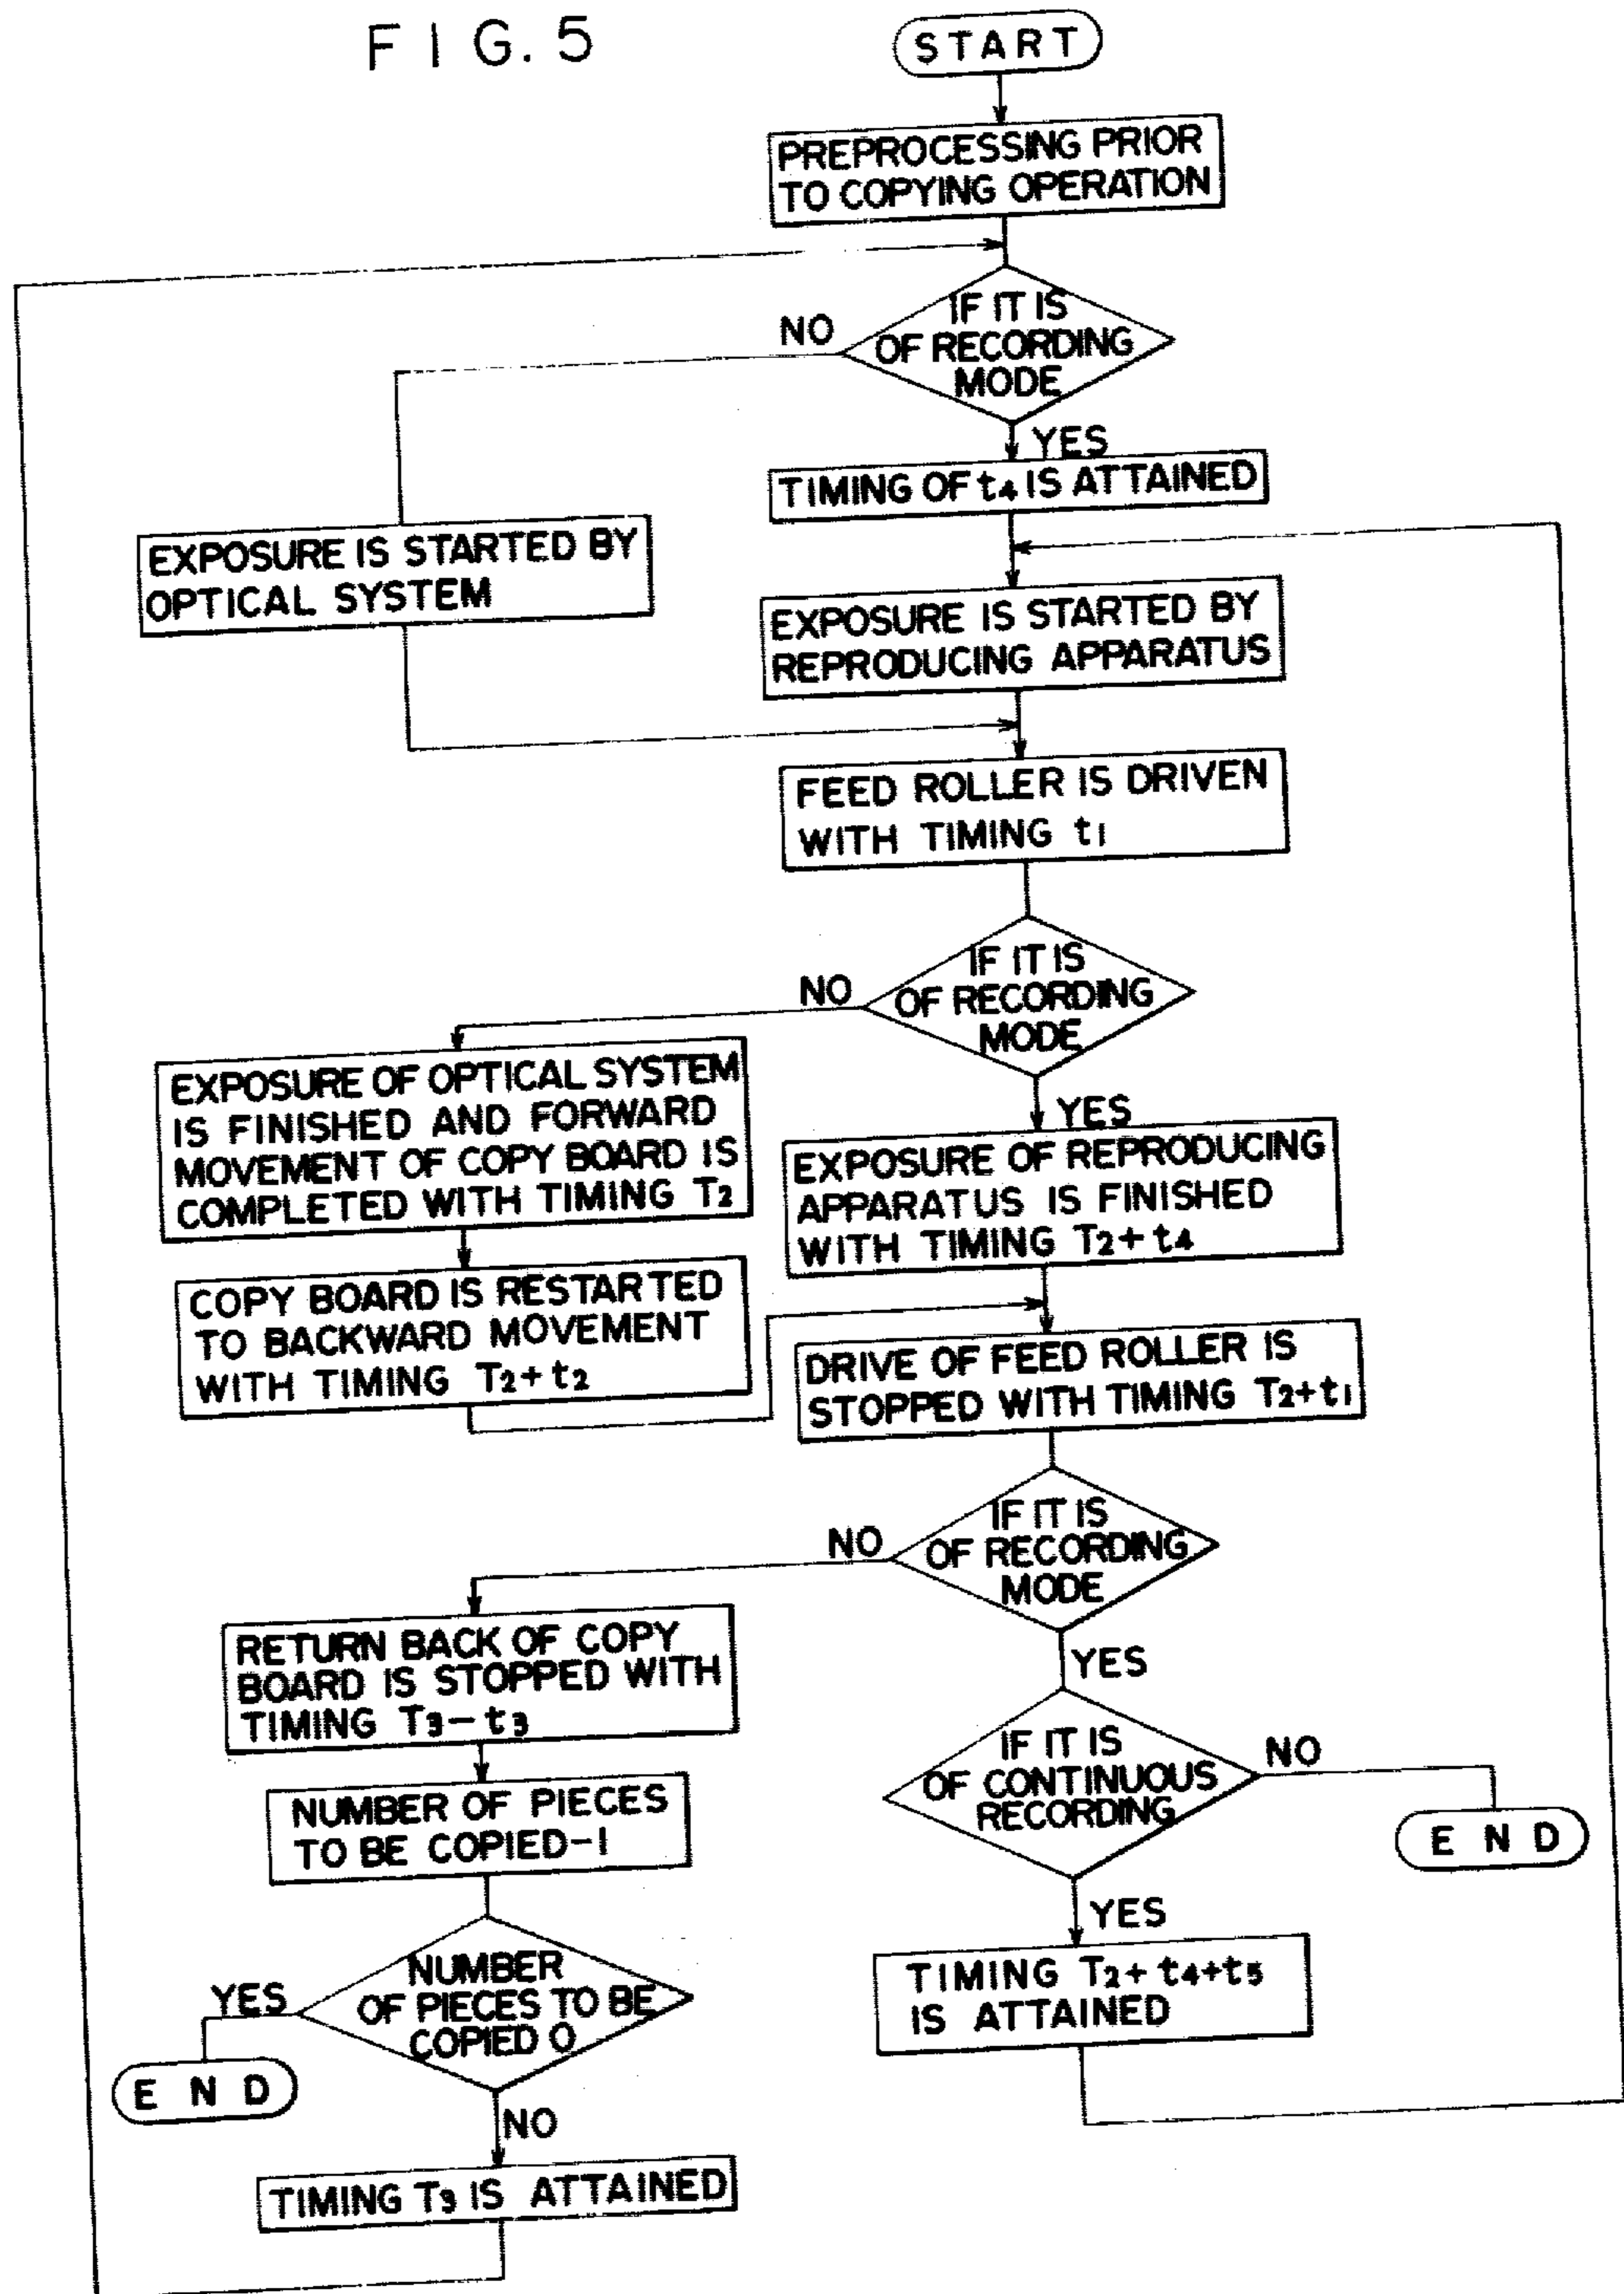 FIG. 5
START
PREPROCESSING PRIOR
TO COPYING OPERATION
IF IT IS
OF RECORDING
MODE
NO
YES
TIMING OF t4 IS ATTAINED
EXPOSURE IS STARTED BY
OPTICAL SYSTEM
EXPOSURE IS STARTED BY
REPRODUCING APPARATUS
FEED ROLLER IS DRIVEN
WITH TIMING t1
IF IT IS
OF RECORDING
MODE
NO
YES
EXPOSURE OF OPTICAL SYSTEM
IS FINISHED AND FORWARD
MOVEMENT OF COPY BOARD IS
COMPLETED WITH TIMING T2
EXPOSURE OF REPRODUCING
APPARATUS IS FINISHED
WITH TIMING T2+t4
COPY BOARD IS RESTARTED
TO BACKWARD MOVEMENT
WITH TIMING T2+t2
DRIVE OF FEED ROLLER IS
STOPPED WITH TIMING T2+t1
IF IT IS
OF RECORDING
MODE
NO
YES
RETURN BACK OF COPY
BOARD IS STOPPED WITH
TIMING T3-t3
IF IT IS
OF CONTINUOUS
RECORDING
NO
END
YES
NUMBER OF PIECES
TO BE COPIED-1
NUMBER
OF PIECES TO BE
COPIED 0
YES
END
NO
TIMING T2+t4+t5
IS ATTAINED
TIMING T3 IS ATTAINED